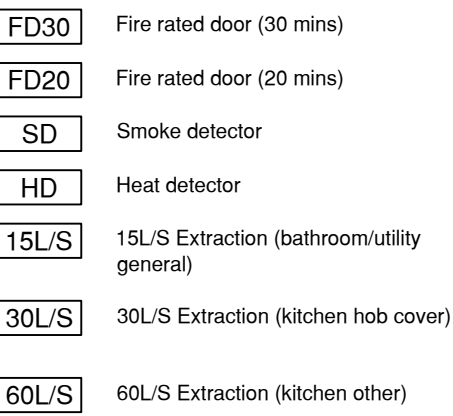 FD30 Fire rated door (30 mins)
FD20 Fire rated door (20 mins)
SD Smoke detector
HD Heat detector
15L/S 15L/S Extraction (bathroom/utility
general)
30L/S 30L/S Extraction (kitchen hob cover)
60L/S 60L/S Extraction (kitchen other)